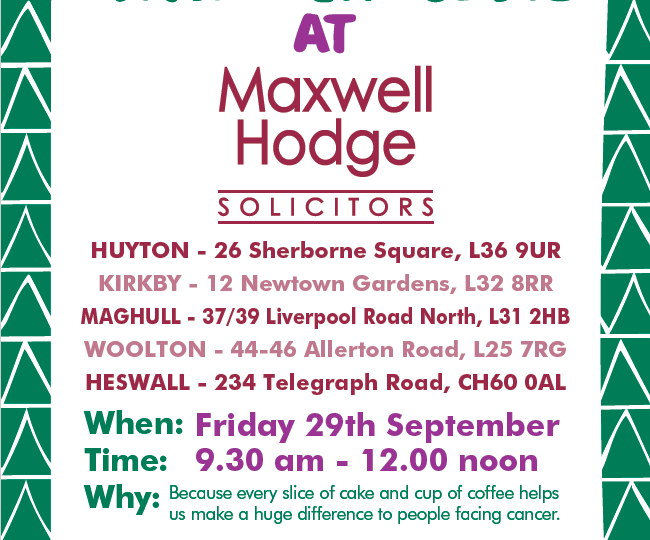 AT
Maxwell
Hodge
SOLICITORS
HUYTON - 26 Sherborne Square, L36 9UR
KIRKBY - 12 Newtown Gardens, L32 8RR
MAGHULL - 37/39 Liverpool Road North, L31 2HB
WOOLTON - 44-46 Allerton Road, L25 7RG
HESWALL - 234 Telegraph Road, CH60 0AL
When: Friday 29th September
Time: 9.30 am - 12.00 noon
Why: Because every slice of cake and cup of coffee helps
us make a huge difference to people facing cancer.